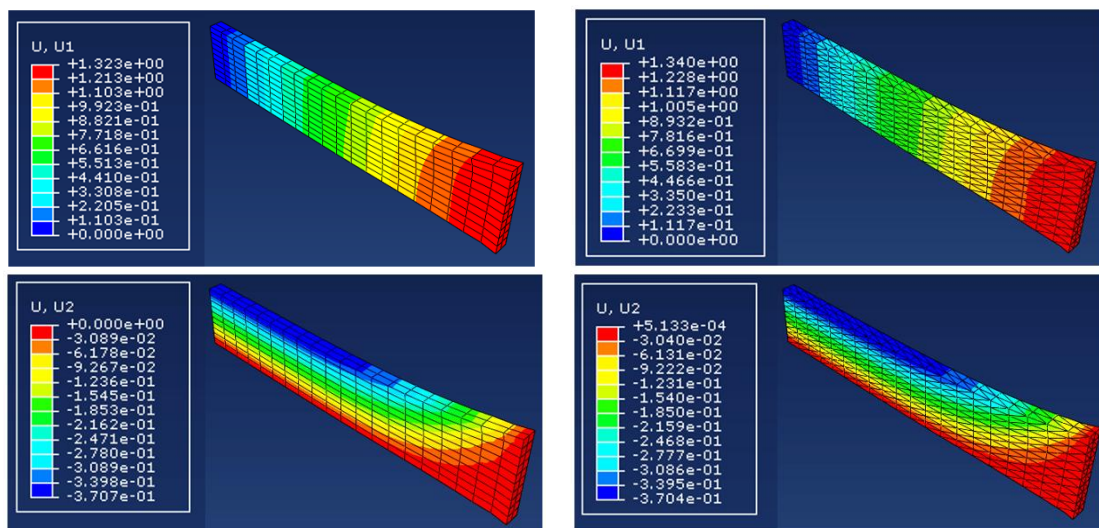 U, U1
+1.323e+00
+1.213e+00
+1.103e+00
+9.923e-01
+8.821e-01
+7.718e-01
+6.616e-01
+5.513e-01
+4.410e-01
+3.308e-01
+2.205e-01
+1.103e-01
+0.000e+00
U, U1
+1.340e+00
+1.228e+00
+1.117e+00
+1.005e+00
+8.932e-01
+7.816e-01
+6.699e-01
+5.583e-01
+4.466e-01
+3.350e-01
+2.233e-01
+1.117e-01
+0.000e+00
U, U2
+0.000e+00
-3.089e-02
-6.178e-02
-9.267e-02
-1.236e-01
-1.545e-01
-1.853e-01
-2.162e-01
-2.471e-01
-2.780e-01
-3.089e-01
-3.398e-01
-3.707e-01
U, U2
+5.133e-04
-3.040e-02
-6.131e-02
-9.222e-02
-1.231e-01
-1.540e-01
-1.850e-01
-2.159e-01
-2.468e-01
-2.777e-01
-3.086e-01
-3.395e-01
-3.704e-01